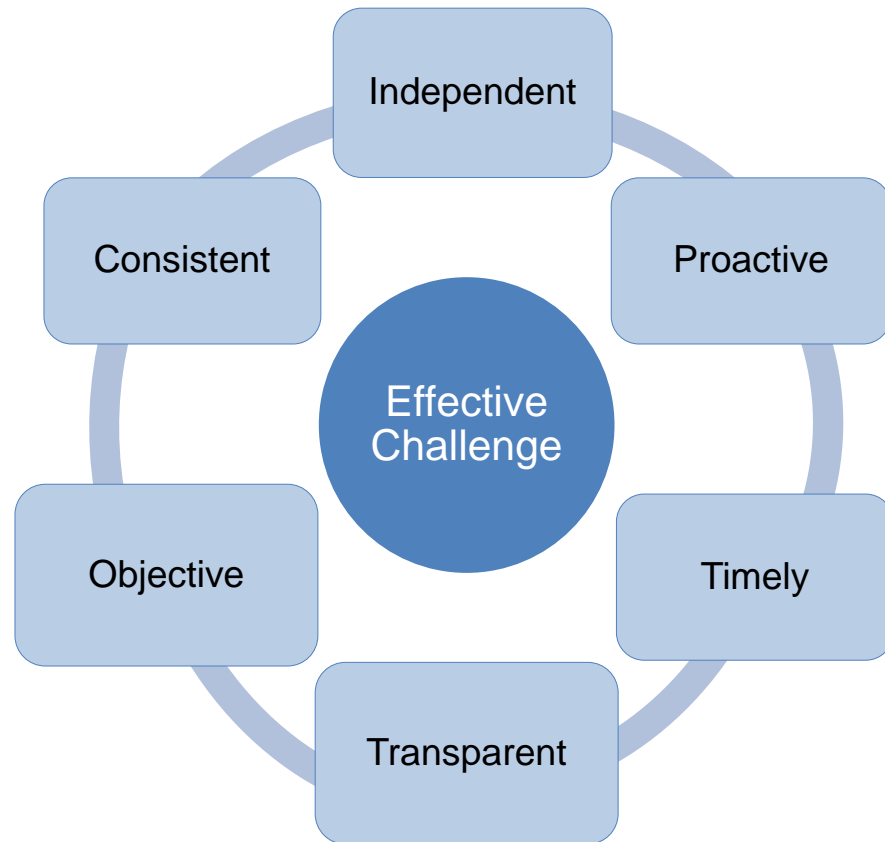 Independent
Consistent
Proactive
Effective
Challenge
Objective
Timely
Transparent